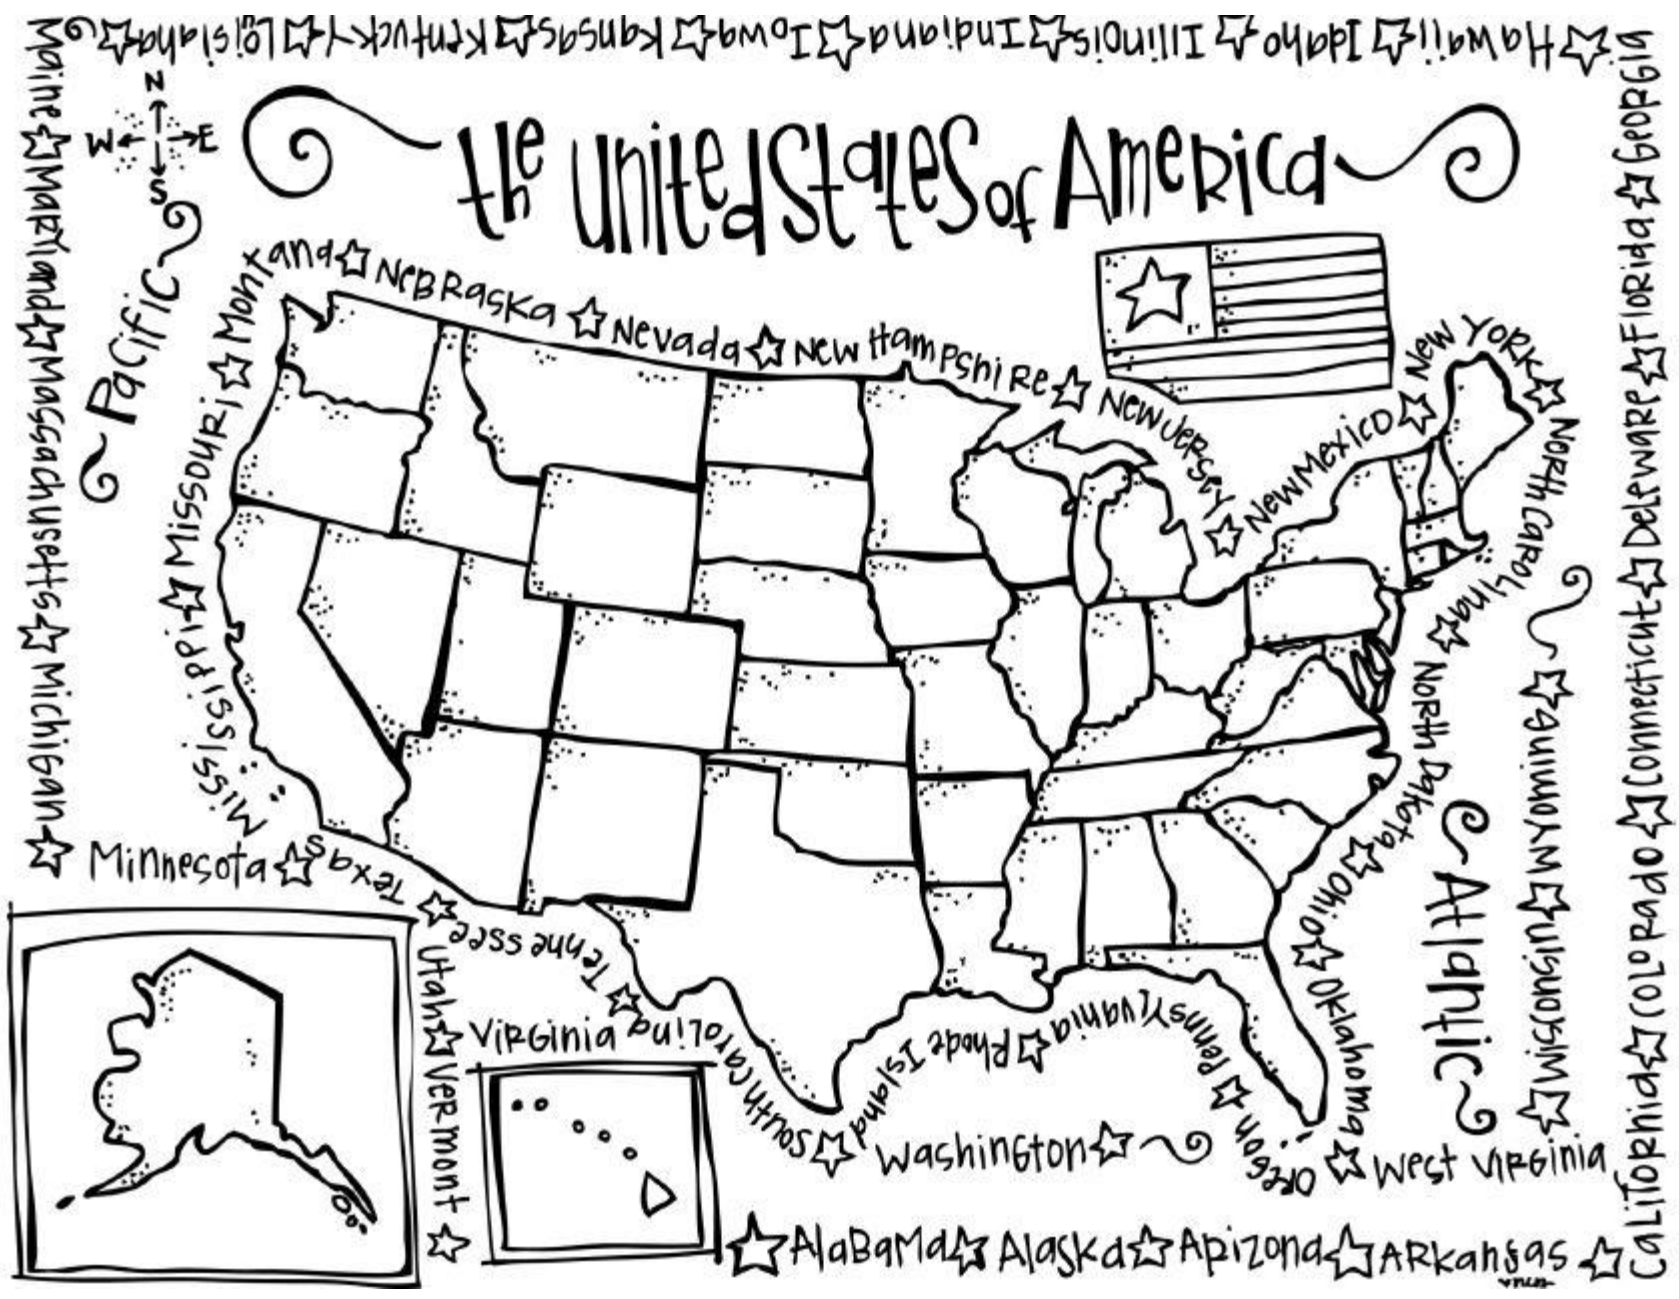 the United States of America
N
W E
S
Pacific
Atlantic
Alabama ☆ Alaska ☆ Arizona ☆ Arkansas ☆
California ☆ Colorado ☆ Connecticut ☆ Deleware ☆ Florida ☆ Georgia
☆ Hawaii ☆ Idaho ☆ Illinois ☆ Indiana ☆ Iowa ☆ Kansas ☆ Kentucky ☆ Loisiana ☆
Maine ☆ Maryland ☆ Massachusetts ☆ Michigan ☆
Minnesota ☆
Mississippi ☆ Missouri ☆ Montana ☆ Nebraska ☆ Nevada ☆ New Hampshire ☆ New Jersey ☆ New Mexico ☆ New York ☆ North Carolina ☆ North Dakota ☆ Ohio ☆ Oklahoma ☆
Oregon ☆ Pennsylvania ☆ Rhode Island ☆ South Carolina ☆ Tennessee ☆ Texas
Utah ☆ Vermont ☆
Virginia
Washington ☆
West Virginia
☆ Wisconsin ☆ Wyoming ☆